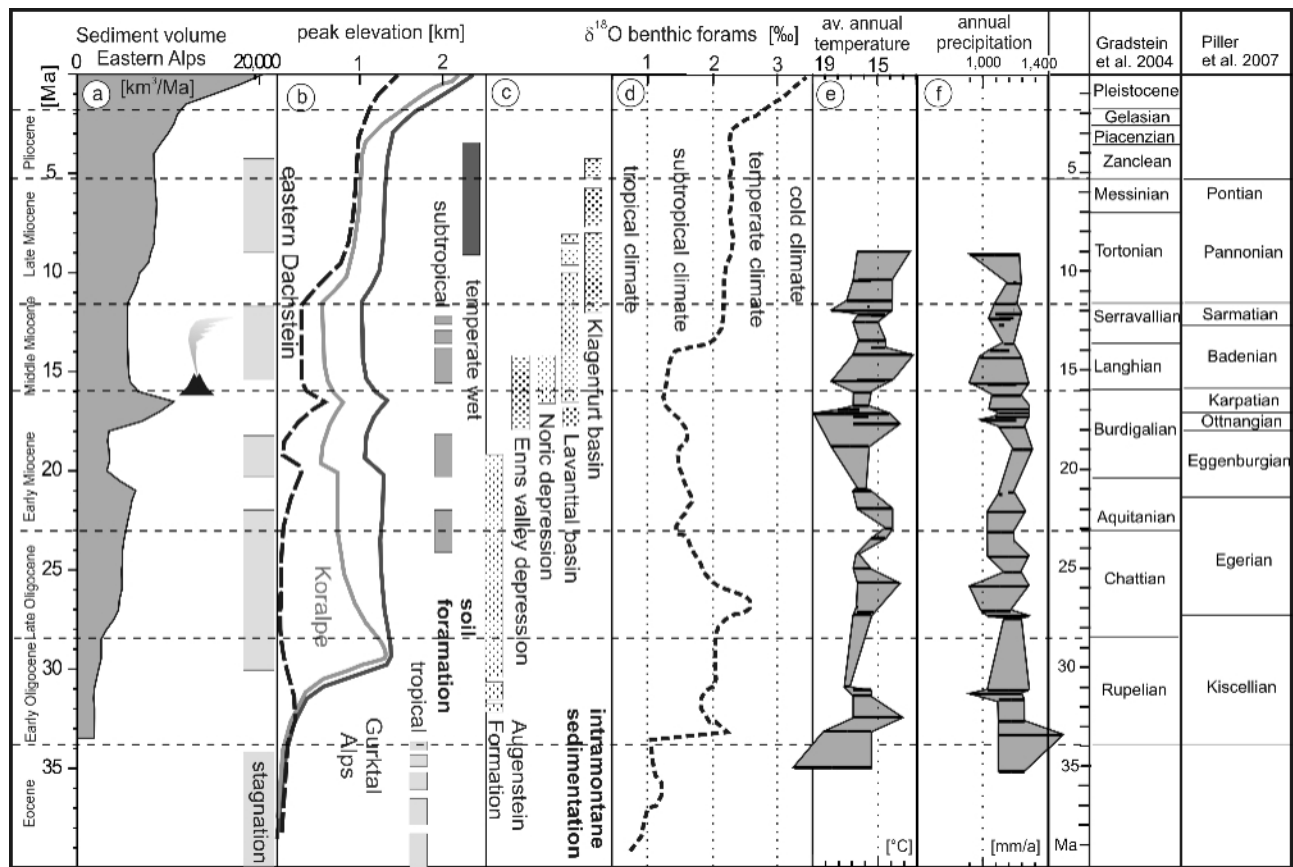 Sediment volume
Eastern Alps
0 20,000
[km³/Ma]
peak elevation [km]
0 1 2
δ¹⁸O benthic forams [‰]
1 2 3
av. annual
temperature
19 15
annual
precipitation
1,000 1,400
Gradstein
et al. 2004
Piller
et al. 2007
[Ma]
a
b
c
d
e
f
Pliocene
Late Miocene
Middle Miocene
Early Miocene
Late Oligocene
Early Oligocene
Eocene
5
10
15
20
25
30
35
stagnation
eastern Dachstein
Koralpe
Gurktal
Alps
subtropical
temperate wet
soil
foramation
tropical
Augenstein
Formation
Enns valley depression
Noric depression
Lavanttal basin
Klagenfurt basin
intramontane
sedimentation
tropical climate
subtropical climate
temperate climate
cold climate
[°C]
[mm/a]
5
10
15
20
25
30
35
Ma
Pleistocene
Gelasian
Piacenzian
Zanclean
Messinian
Tortonian
Serravallian
Langhian
Burdigalian
Aquitanian
Chattian
Rupelian
Pontian
Pannonian
Sarmatian
Badenian
Karpatian
Ottnangian
Eggenburgian
Egerian
Kiscellian